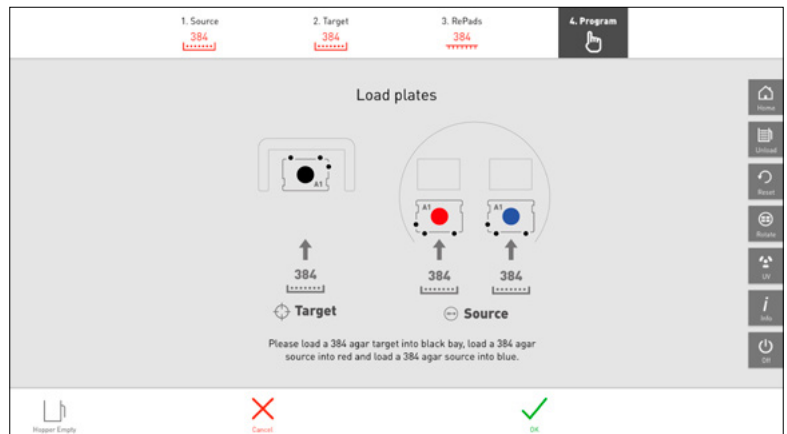 1. Source
384
2. Target
384
3. RePads
384
4. Program
Load plates
A1
A1
A1
384
384
384
Target
Source
Please load a 384 agar target into black bay, load a 384 agar
source into red and load a 384 agar source into blue.
Home
Unload
Reset
Rotate
UV
i
Info
Off
Hopper Empty
Cancel
OK